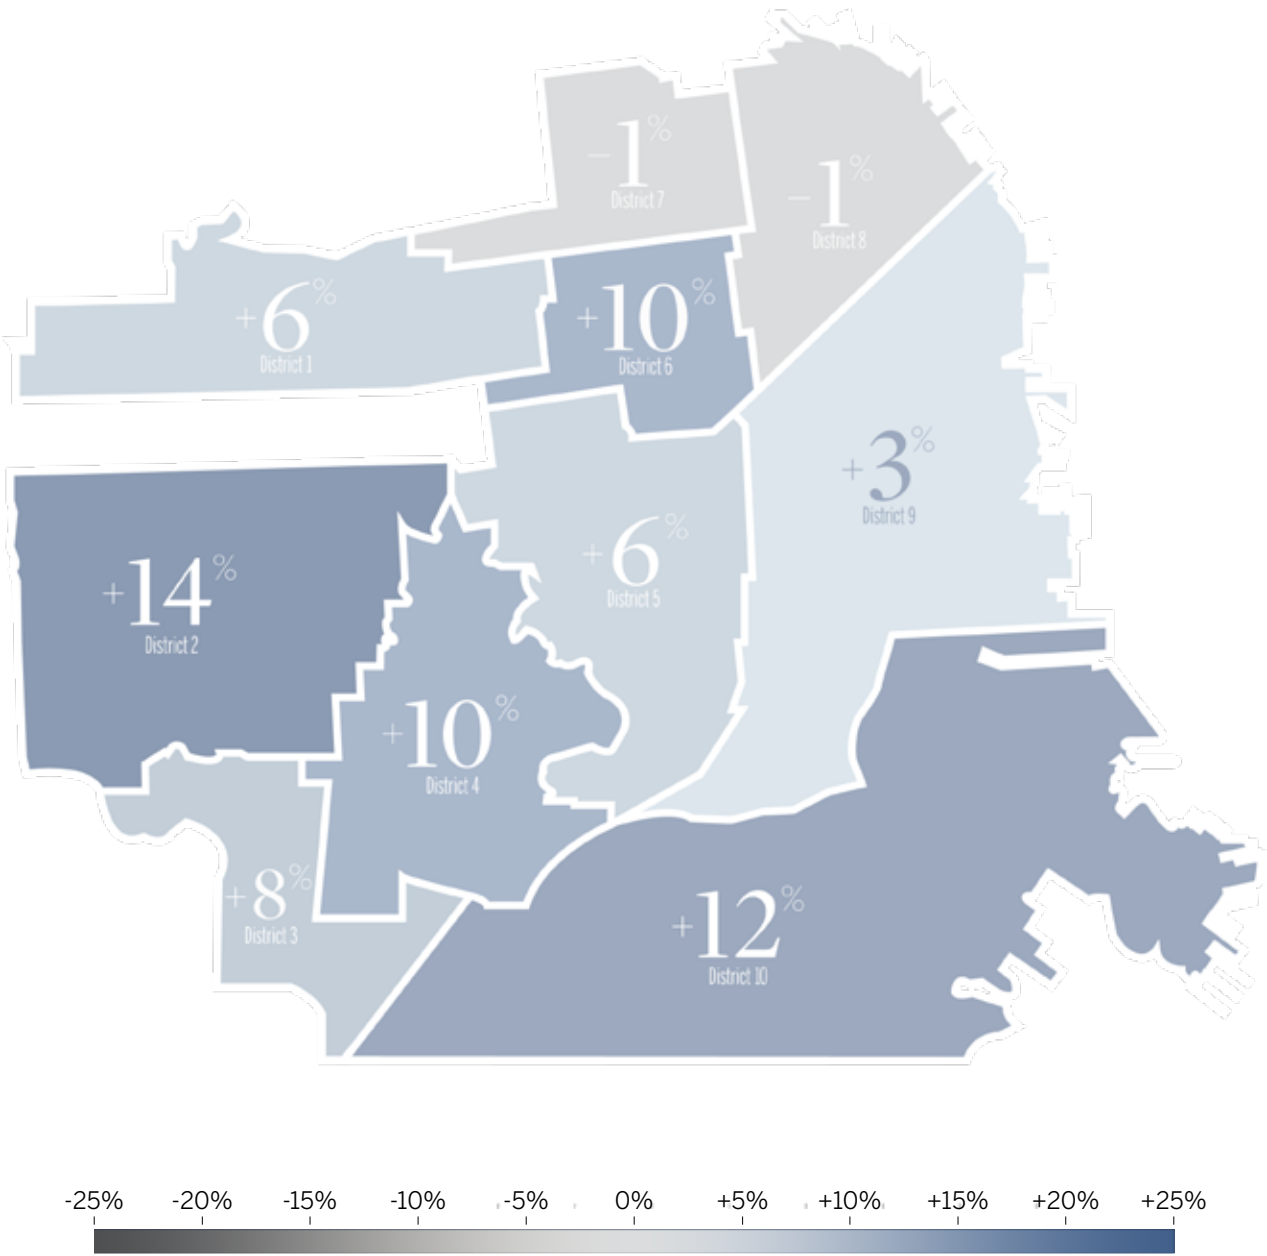 −1%
District 7
−1%
District 8
+6%
District 1
+10%
District 6
+3%
District 9
+14%
District 2
+6%
District 5
+10%
District 4
+8%
District 3
+12%
District 10
-25% -20% -15% -10% -5% 0% +5% +10% +15% +20% +25%